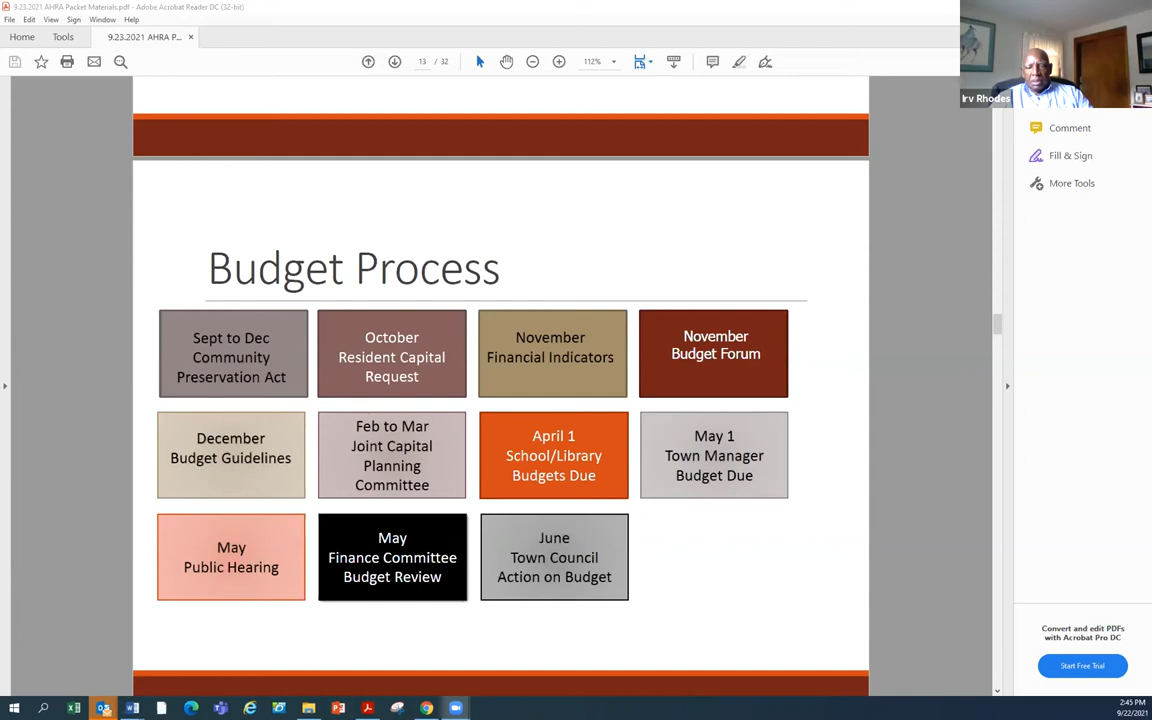 9.23.2021 AHRA Packet Materials.pdf - Adobe Acrobat Reader DC (32-bit)
File Edit View Sign Window Help
Home Tools 9.23.2021 AHRA P... ×
13 / 32 112%
Irv Rhodes
Comment
Fill & Sign
More Tools
Budget Process
Sept to Dec
Community
Preservation Act
October
Resident Capital
Request
November
Financial Indicators
November
Budget Forum
December
Budget Guidelines
Feb to Mar
Joint Capital
Planning
Committee
April 1
School/Library
Budgets Due
May 1
Town Manager
Budget Due
May
Public Hearing
May
Finance Committee
Budget Review
June
Town Council
Action on Budget
Convert and edit PDFs
with Acrobat Pro DC
Start Free Trial
2:45 PM
9/22/2021